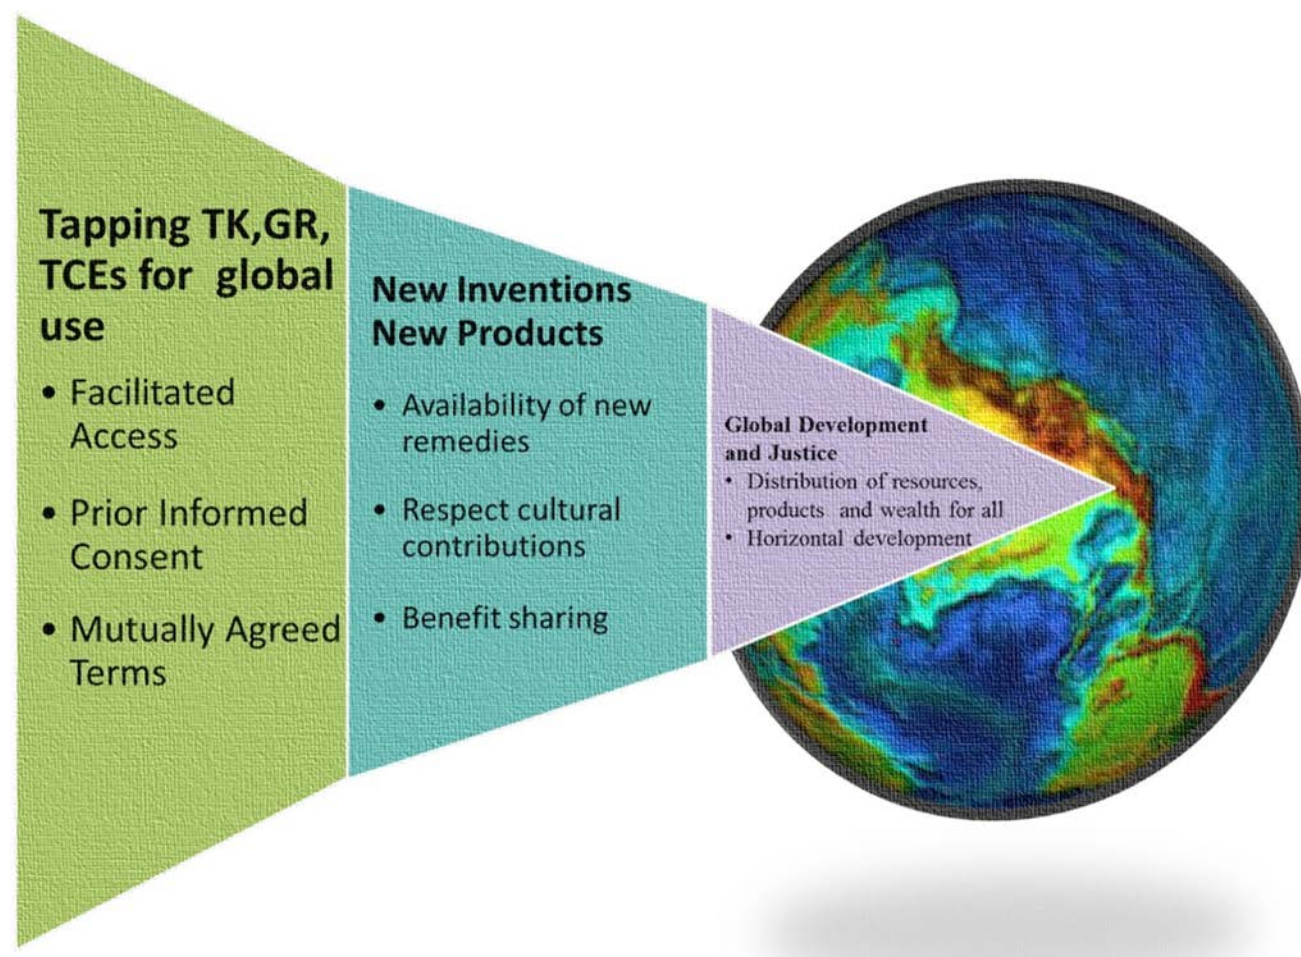 Tapping TK,GR,
TCEs for global
use
• Facilitated
Access
• Prior Informed
Consent
• Mutually Agreed
Terms
New Inventions
New Products
• Availability of new
remedies
• Respect cultural
contributions
• Benefit sharing
Global Development
and Justice
• Distribution of resources,
products and wealth for all
• Horizontal development